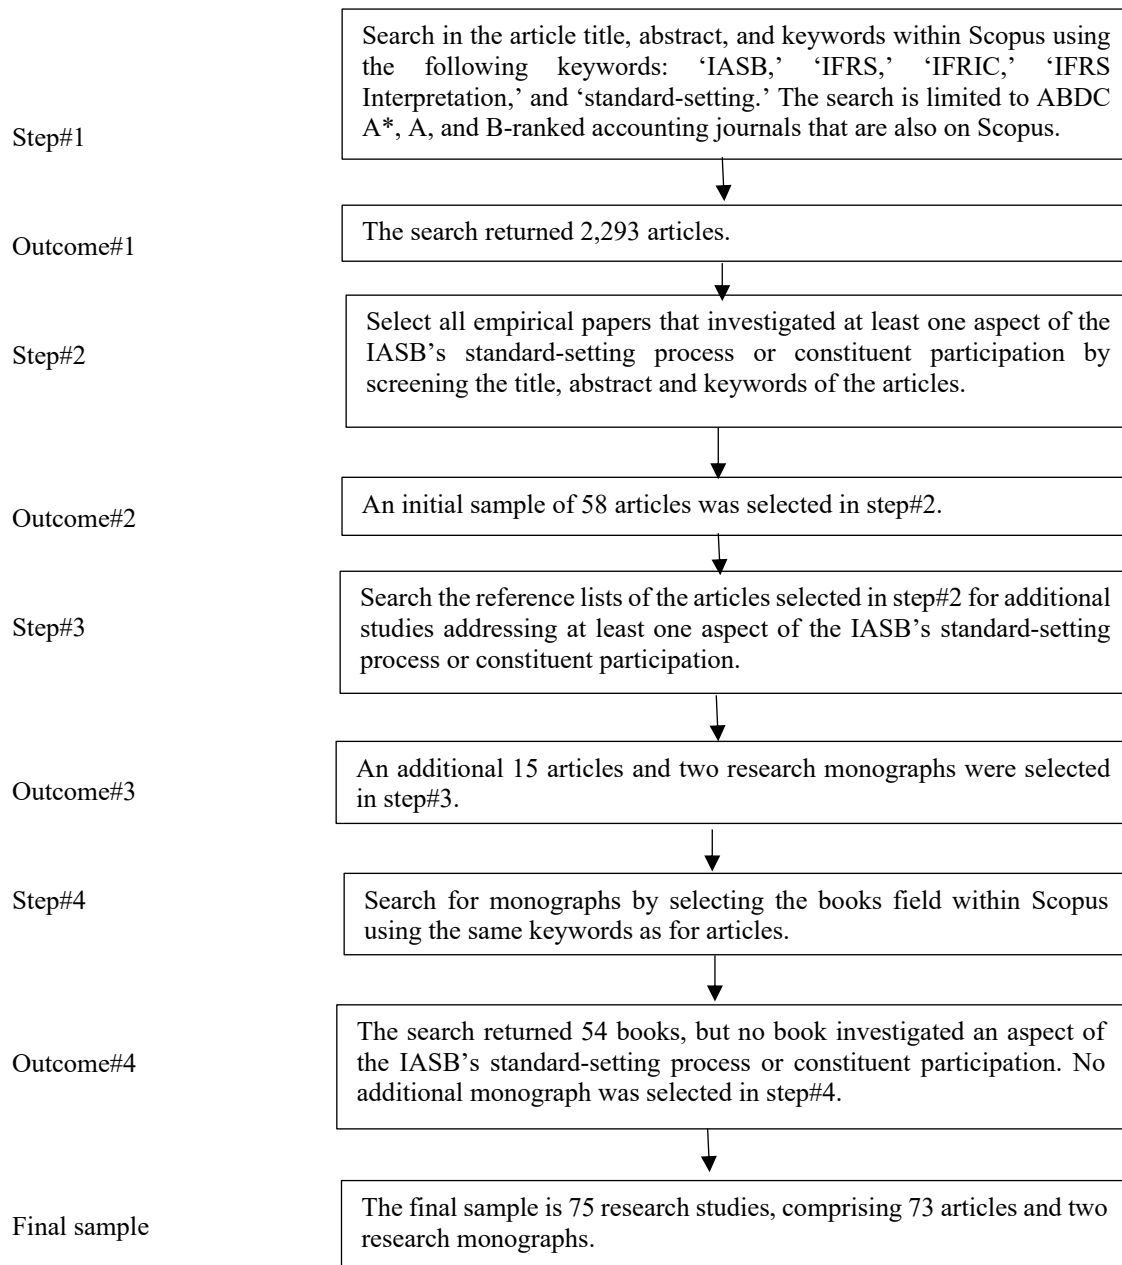 Step#1
Search in the article title, abstract, and keywords within Scopus using
the following keywords: ‘IASB,’ ‘IFRS,’ ‘IFRIC,’ ‘IFRS
Interpretation,’ and ‘standard-setting.’ The search is limited to ABDC
A*, A, and B-ranked accounting journals that are also on Scopus.
Outcome#1
The search returned 2,293 articles.
Step#2
Select all empirical papers that investigated at least one aspect of the
IASB’s standard-setting process or constituent participation by
screening the title, abstract and keywords of the articles.
Outcome#2
An initial sample of 58 articles was selected in step#2.
Step#3
Search the reference lists of the articles selected in step#2 for additional
studies addressing at least one aspect of the IASB’s standard-setting
process or constituent participation.
Outcome#3
An additional 15 articles and two research monographs were selected
in step#3.
Step#4
Search for monographs by selecting the books field within Scopus
using the same keywords as for articles.
Outcome#4
The search returned 54 books, but no book investigated an aspect of
the IASB’s standard-setting process or constituent participation. No
additional monograph was selected in step#4.
Final sample
The final sample is 75 research studies, comprising 73 articles and two
research monographs.